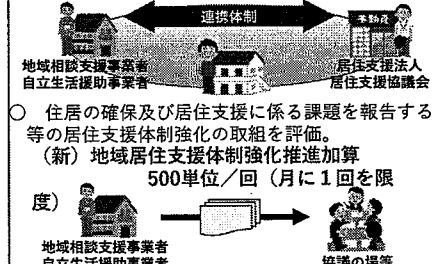 連携体制
不動産
地域相談支援事業者
自立生活援助事業者
居住支援法人
居住支援協議会
○　住居の確保及び居住支援に係る課題を報告する
等の居住支援体制強化の取組を評価。
（新）地域居住支援体制強化推進加算
500単位／回（月に１回を限
度）
地域相談支援事業者
自立生活援助事業者
協議の場等